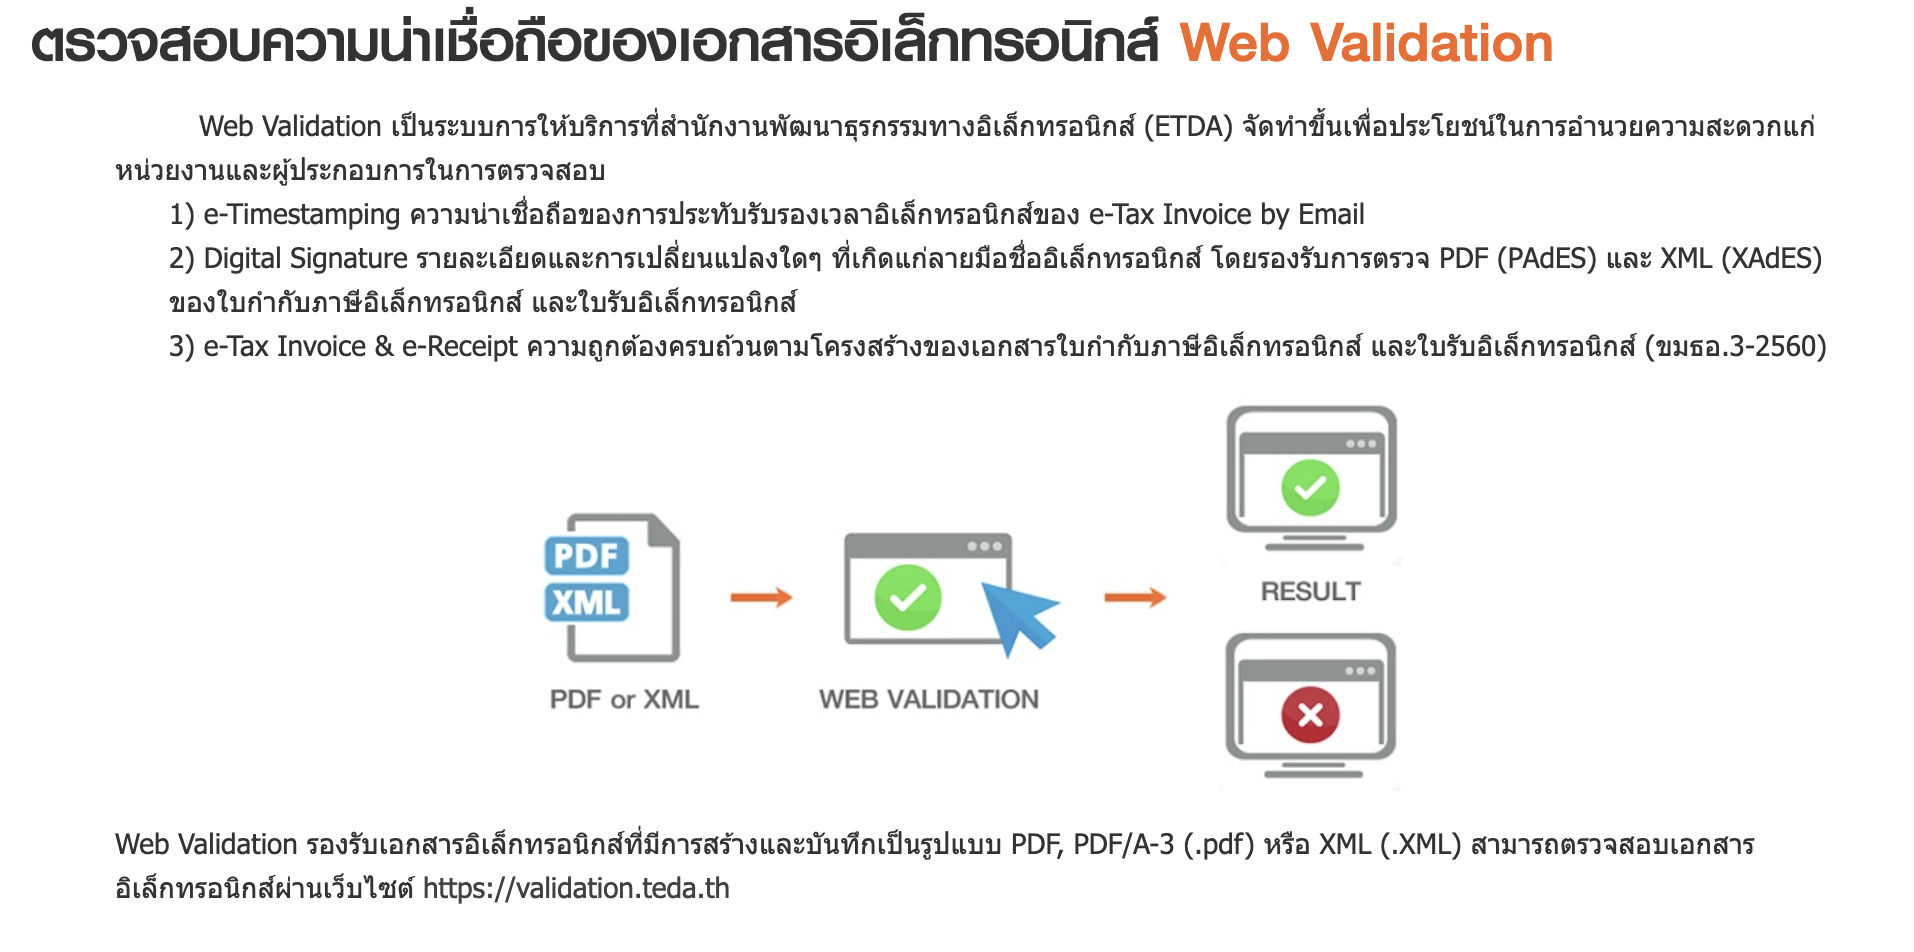 ตรวจสอบความน่าเชื่อถือของเอกสารอิเล็กทรอนิกส์ Web Validation
Web Validation เป็นระบบการให้บริการที่สำนักงานพัฒนาธุรกรรมทางอิเล็กทรอนิกส์ (ETDA) จัดทำขึ้นเพื่อประโยชน์ในการอำนวยความสะดวกแก่
หน่วยงานและผู้ประกอบการในการตรวจสอบ
1) e-Timestamping ความน่าเชื่อถือของการประทับรับรองเวลาอิเล็กทรอนิกส์ของ e-Tax Invoice by Email
2) Digital Signature รายละเอียดและการเปลี่ยนแปลงใดๆ ที่เกิดแก่ลายมือชื่ออิเล็กทรอนิกส์ โดยรองรับการตรวจ PDF (PAdES) และ XML (XAdES)
ของใบกำกับภาษีอิเล็กทรอนิกส์ และใบรับอิเล็กทรอนิกส์
3) e-Tax Invoice & e-Receipt ความถูกต้องครบถ้วนตามโครงสร้างของเอกสารใบกำกับภาษีอิเล็กทรอนิกส์ และใบรับอิเล็กทรอนิกส์ (ขมธอ.3-2560)
PDF
XML
PDF or XML
WEB VALIDATION
RESULT
Web Validation รองรับเอกสารอิเล็กทรอนิกส์ที่มีการสร้างและบันทึกเป็นรูปแบบ PDF, PDF/A-3 (.pdf) หรือ XML (.XML) สามารถตรวจสอบเอกสาร
อิเล็กทรอนิกส์ผ่านเว็บไซต์ https://validation.teda.th